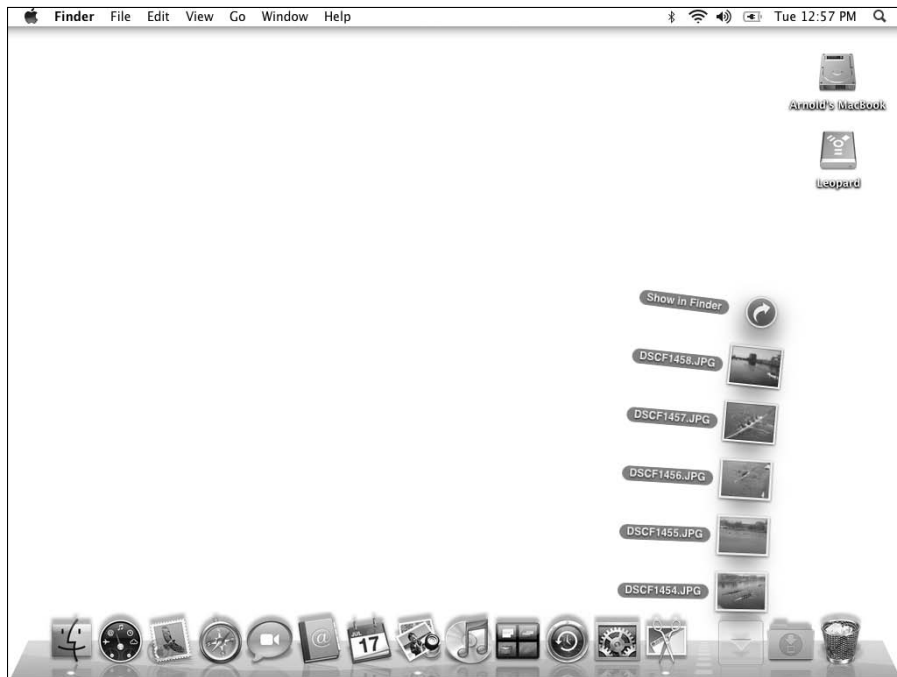 Finder File Edit View Go Window Help Tue 12:57 PM
Arnold's MacBook
Leopard
Show in Finder
DSCF1458.JPG
DSCF1457.JPG
DSCF1456.JPG
DSCF1455.JPG
DSCF1454.JPG
JUL
17